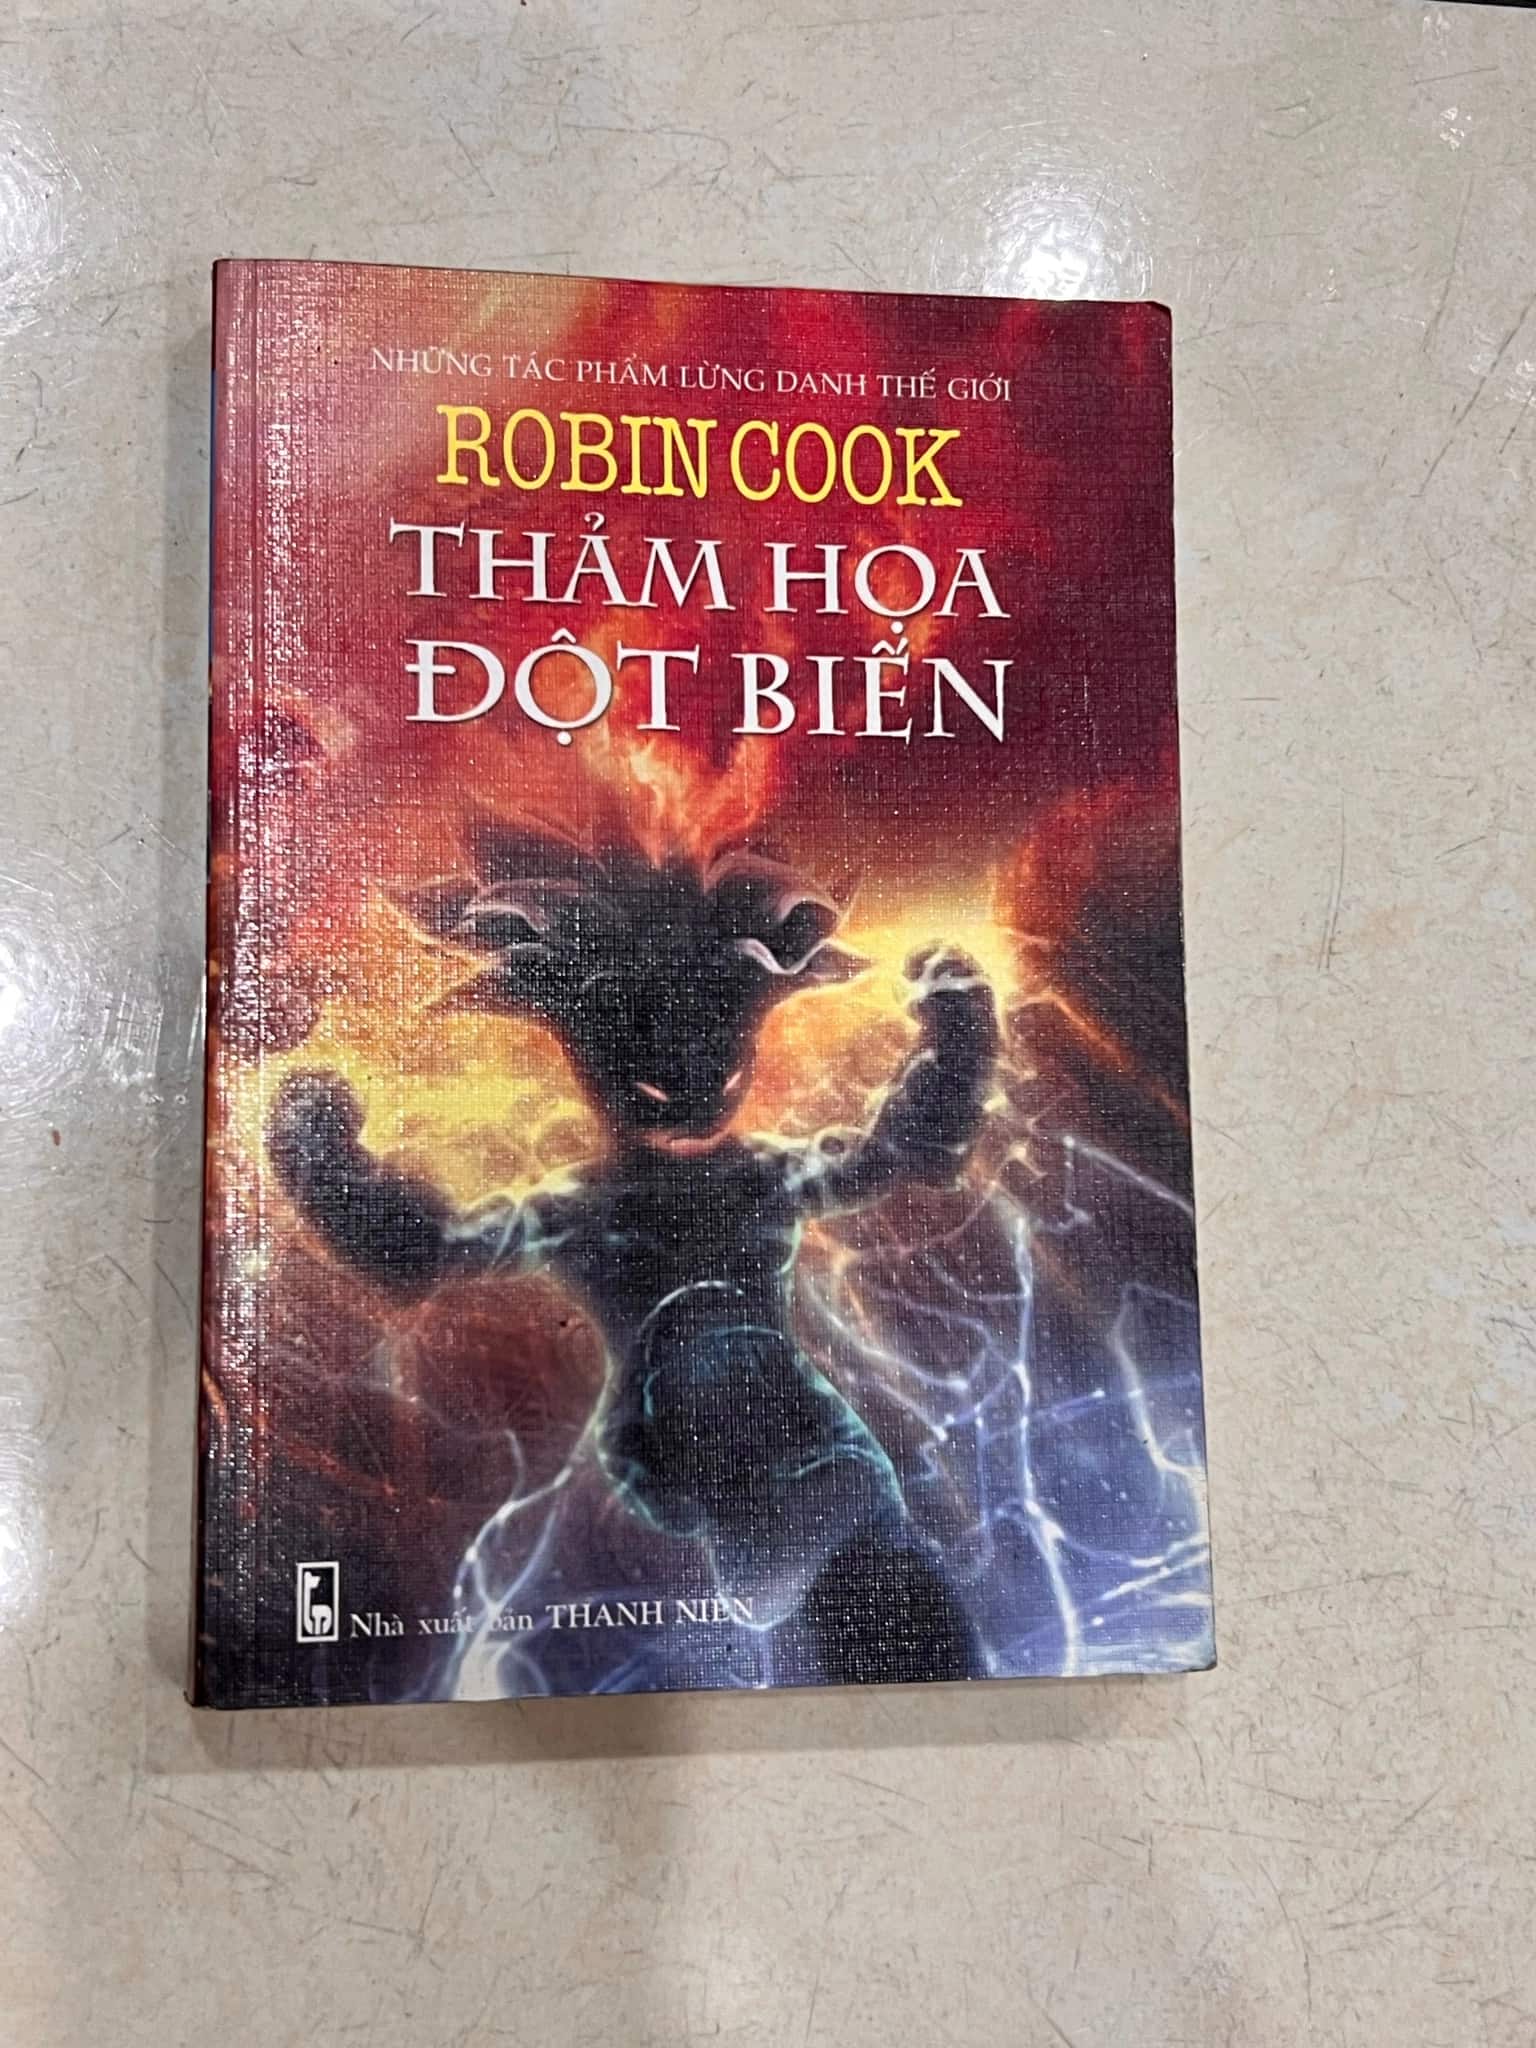 NHỮNG TÁC PHẨM LỪNG DANH THẾ GIỚI
ROBIN COOK
THẢM HỌA
ĐỘT BIẾN
Nhà xuất bản THANH NIÊN